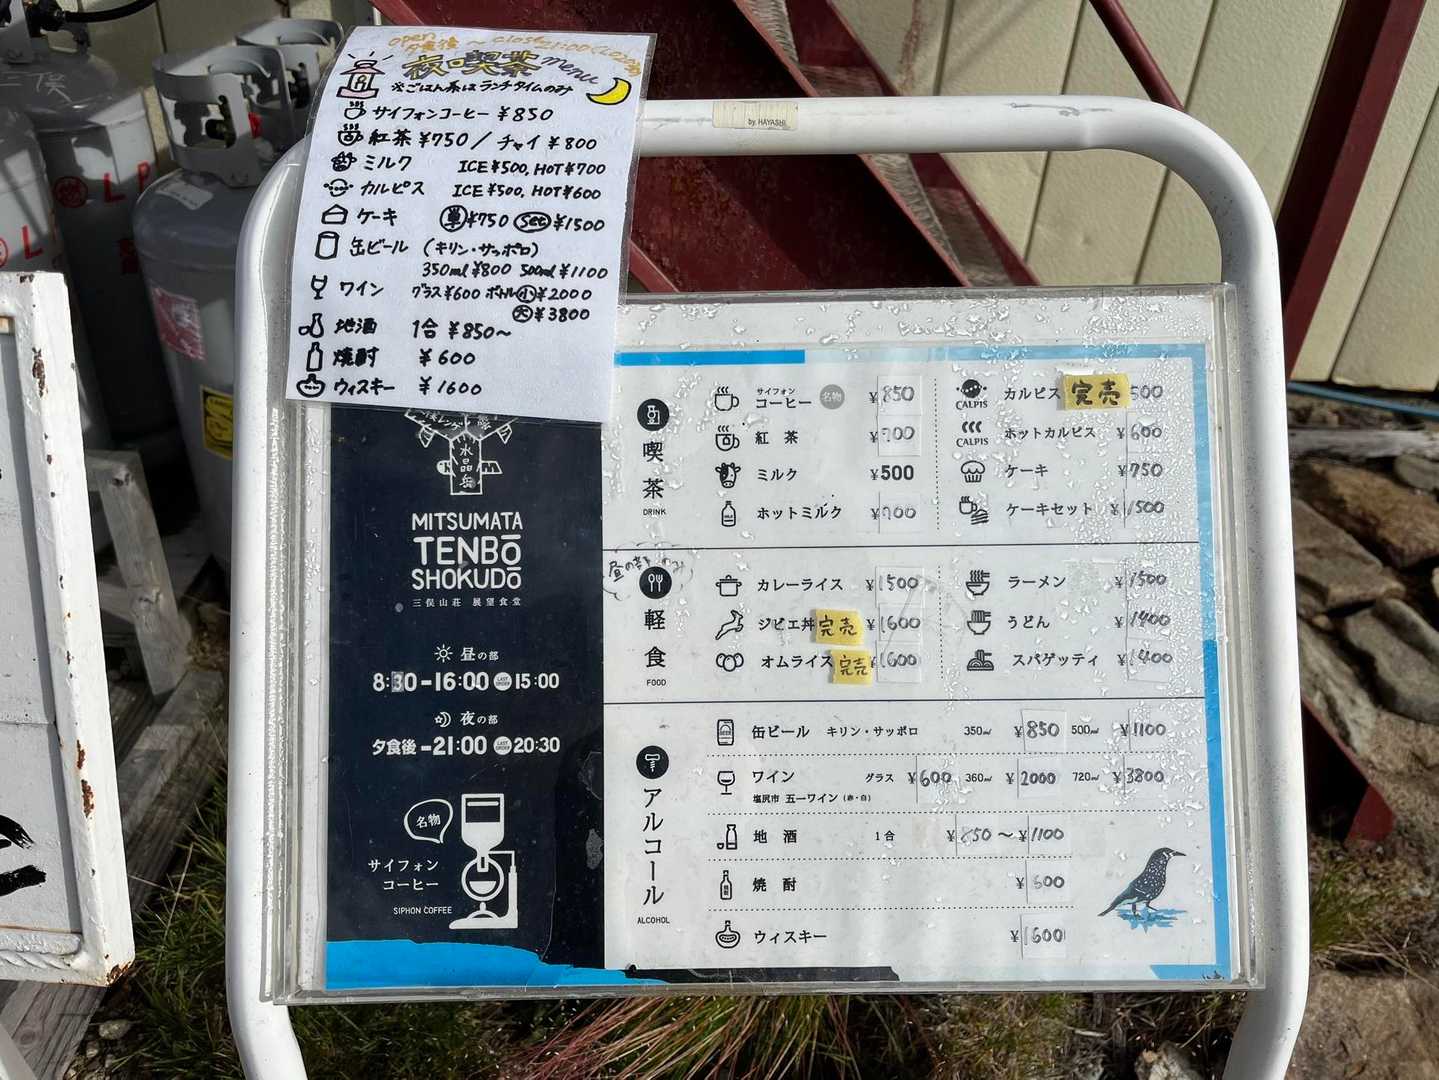 open 夕食後 ~ close 21:00 (LO20:30)
夜喫茶 menu
※ごはん系はランチタイムのみ
サイフォンコーヒー ¥850
紅茶 ¥750 / チャイ ¥800
ミルク ICE¥500, HOT¥700
カルピス ICE¥500, HOT¥600
ケーキ 単¥750 set¥1500
缶ビール (キリン・サッポロ)
350ml¥800 500ml¥1100
ワイン グラス¥600 ボトル小¥2000
大¥3800
地酒 1合 ¥850〜
焼酎 ¥600
ウィスキー ¥1600
by. HAYASHI
水晶岳
MITSUMATA
TENBō
SHOKUDō
三俣山荘 展望食堂
昼の部
8:30-16:00 LAST ORDER 15:00
夜の部
夕食後-21:00 LAST ORDER 20:30
名物
サイフォン
コーヒー
SIPHON COFFEE
喫茶
DRINK
サイフォン
コーヒー 名物 ¥850
紅茶
ミルク ¥500
ホットミルク
CALPIS カルピス 完売 500
CALPIS ホットカルピス ¥600
ケーキ ¥750
ケーキセット ¥1500
昼の部のみ
軽食
FOOD
カレーライス ¥1500
ジビエ丼 完売 ¥1600
オムライス 完売 ¥1600
ラーメン ¥1500
うどん ¥1400
スパゲッティ ¥1400
アルコール
ALCOHOL
缶ビール キリン・サッポロ 350ml ¥850 500ml ¥1100
ワイン グラス ¥600 360ml ¥2000 720ml ¥3800
塩尻市 五一ワイン (赤・白)
地酒 1合 ¥850〜¥1100
焼酎 ¥600
ウィスキー ¥1600